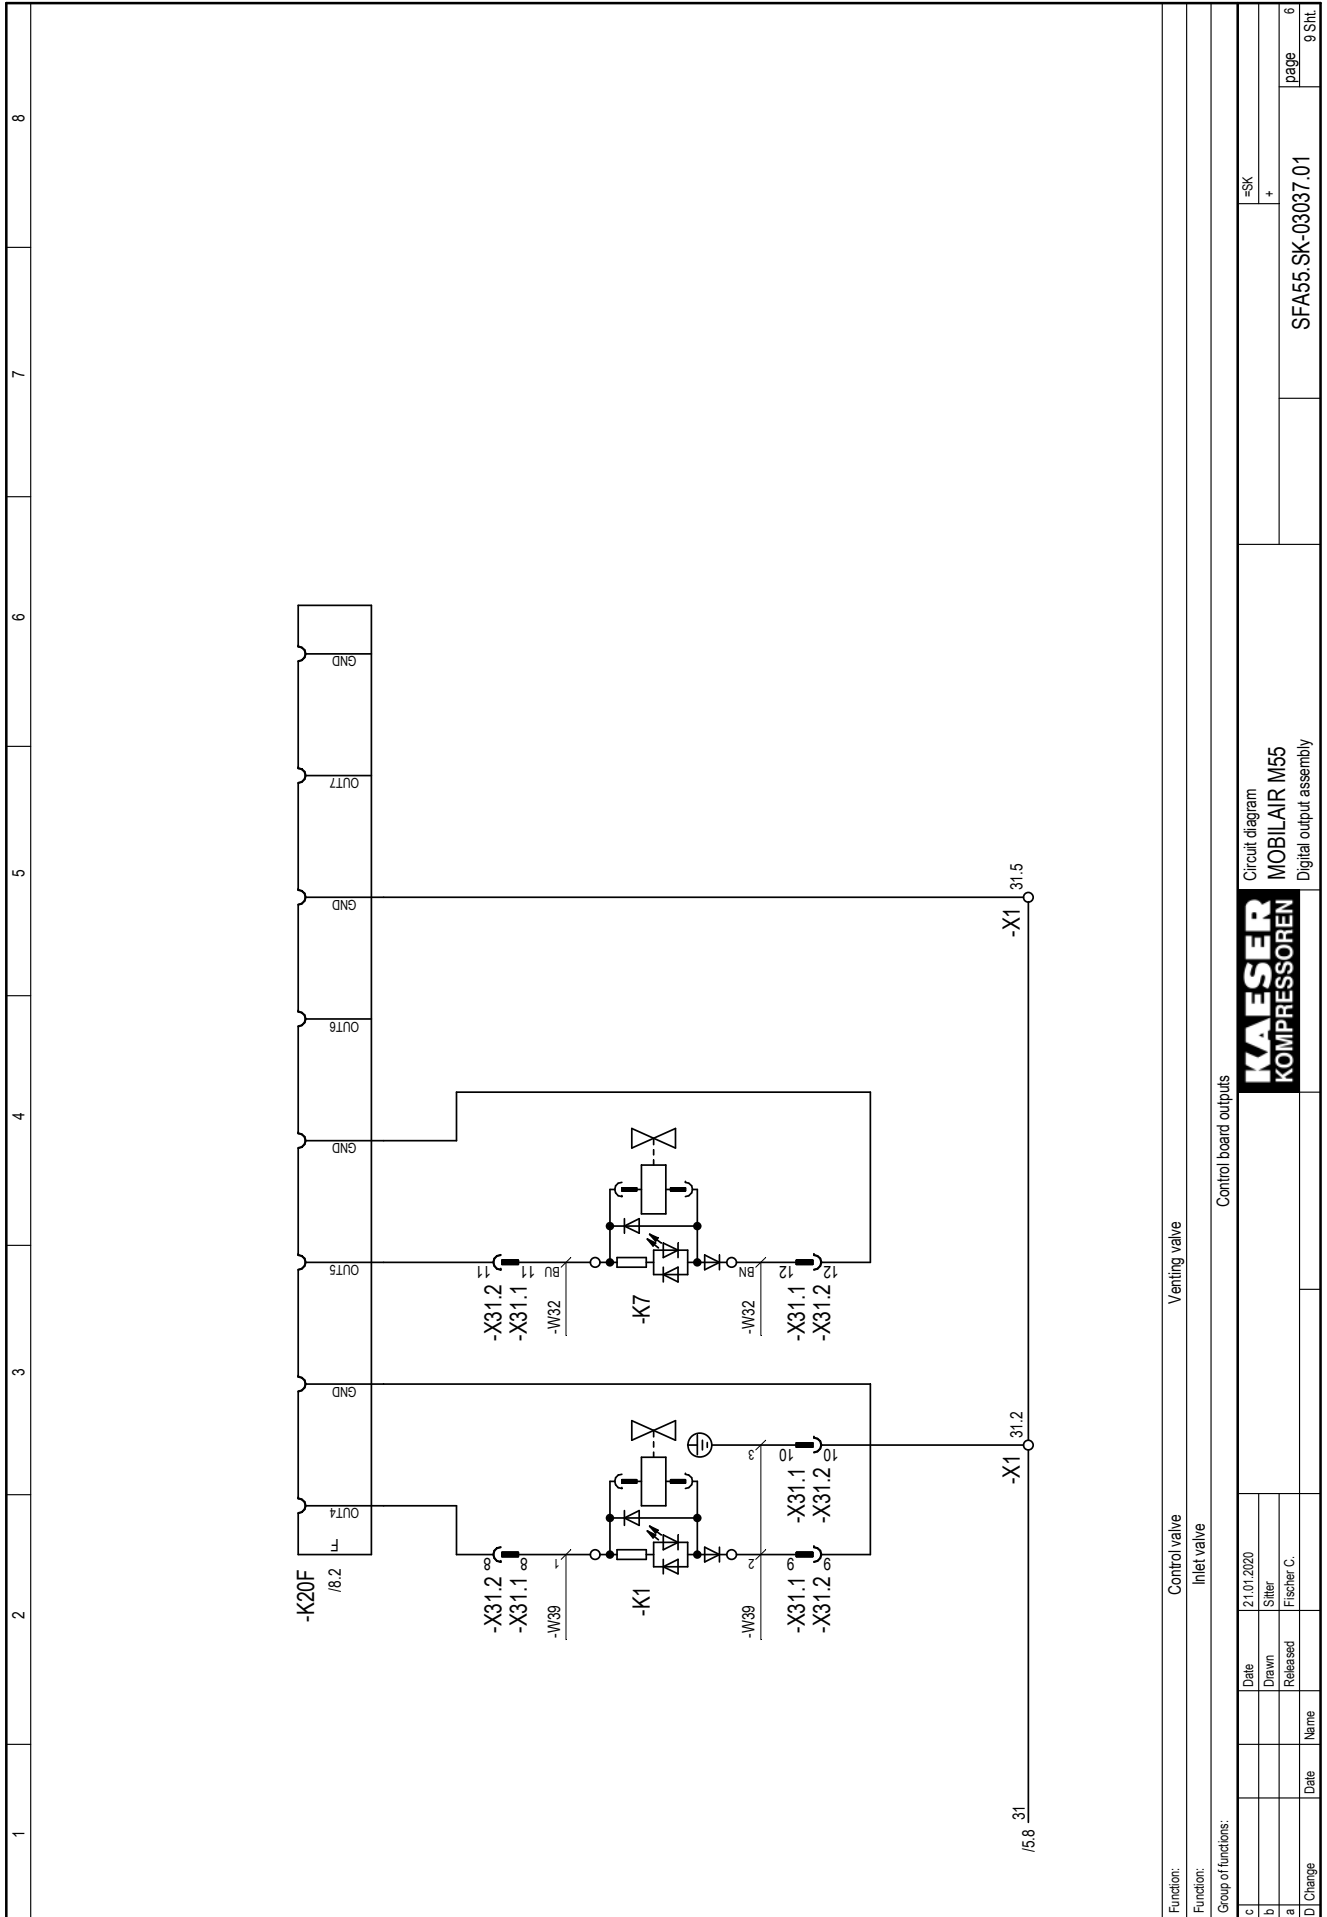 1
2
3
4
5
6
7
8
-K20F
/8.2
F
OUT4
GND
OUT5
GND
OUT6
GND
OUT7
GND
-X31.2
8
-X31.1
8
-W39
1
-K1
-W39
2
3
-X31.1
9
-X31.2
9
-X31.1
10
-X31.2
10
-X31.2
11
-X31.1
11
-W32
BU
-K7
-W32
BN
-X31.1
12
-X31.2
12
/5.8
31
-X1
31.2
-X1
31.5
Function:
Control valve
Venting valve
Function:
Inlet valve
Group of functions:
Control board outputs
c
b
a
D
Change
Date
Name
Date
21.01.2020
Drawn
Sitter
Released
Fischer C.
KAESER
KOMPRESSOREN
Circuit diagram
MOBILAIR M55
Digital output assembly
=SK
+
SFA55.SK-03037.01
page
6
9 Sht.